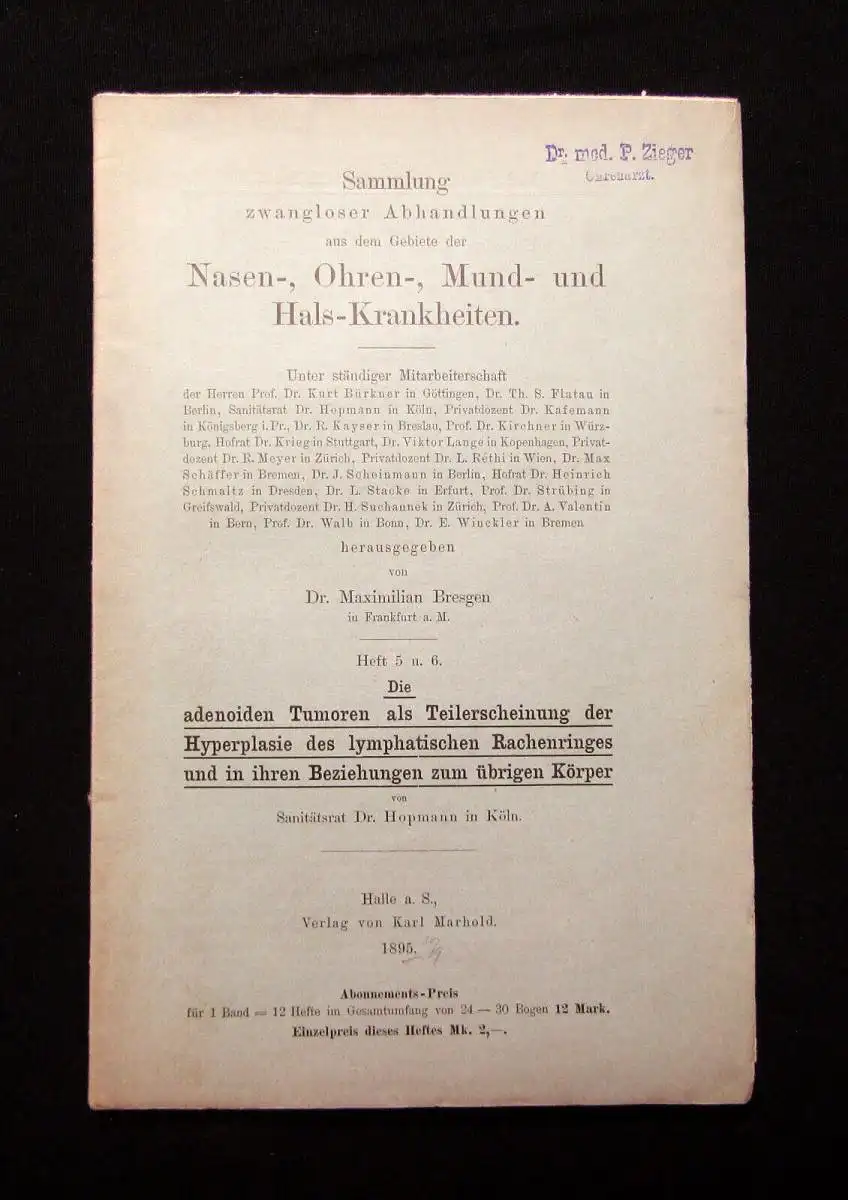 Dr. med. P. Zieger
Ohrenarzt.
Sammlung
zwangloser Abhandlungen
aus dem Gebiete der
Nasen-, Ohren-, Mund- und
Hals-Krankheiten.
Unter ständiger Mitarbeiterschaft
der Herren Prof. Dr. Kurt Bürkner in Göttingen, Dr. Th. S. Flatau in
Berlin, Sanitätsrat Dr. Hopmann in Köln, Privatdozent Dr. Kafemann
in Königsberg i. Pr., Dr. R. Kayser in Breslau, Prof. Dr. Kirchner in Würz-
burg, Hofrat Dr. Krieg in Stuttgart, Dr. Viktor Lange in Kopenhagen, Privat-
dozent Dr. R. Meyer in Zürich, Privatdozent Dr. L. Réthi in Wien, Dr. Max
Schäffer in Bremen, Dr. J. Scheinmann in Berlin, Hofrat Dr. Heinrich
Schmaltz in Dresden, Dr. L. Stacke in Erfurt, Prof. Dr. Strübing in
Greifswald, Privatdozent Dr. H. Suchannek in Zürich, Prof. Dr. A. Valentin
in Bern, Prof. Dr. Walb in Bonn, Dr. E. Winckler in Bremen
herausgegeben
von
Dr. Maximilian Bresgen
in Frankfurt a. M.
Heft 5 u. 6.
Die
adenoiden Tumoren als Teilerscheinung der
Hyperplasie des lymphatischen Rachenringes
und in ihren Beziehungen zum übrigen Körper
von
Sanitätsrat Dr. Hopmann in Köln.
Halle a. S.,
Verlag von Karl Marhold.
1895.
Abonnements-Preis
für 1 Band = 12 Hefte im Gesamtumfang von 24 — 30 Bogen 12 Mark.
Einzelpreis dieses Heftes Mk. 2,—.